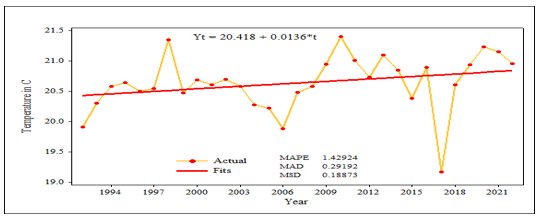 Yt = 20.418 + 0.0136*t
21.5
21.0
20.5
20.0
19.5
19.0
Temperature in C
Actual
Fits
MAPE 1.42924
MAD 0.29192
MSD 0.18873
1994 1997 2000 2003 2006 2009 2012 2015 2018 2021
Year